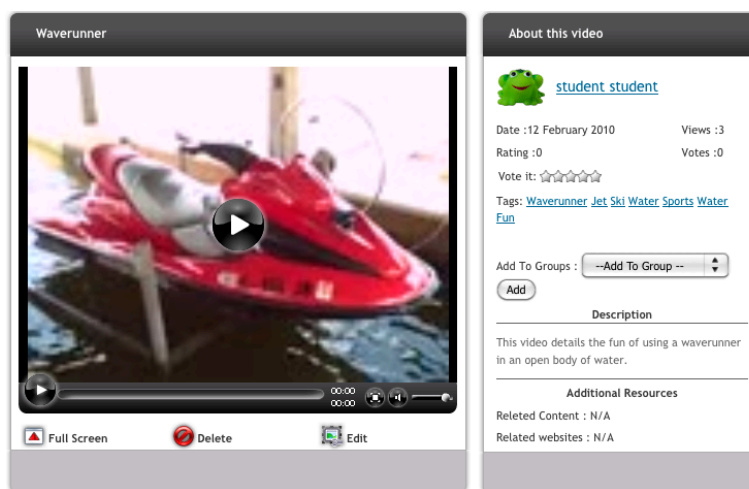 Waverunner
00:00
00:00
Full Screen
Delete
Edit
About this video
student student
Date :12 February 2010
Views :3
Rating :0
Votes :0
Vote it:
Tags: Waverunner Jet Ski Water Sports Water
Fun
Add To Groups :
--Add To Group --
Add
Description
This video details the fun of using a waverunner
in an open body of water.
Additional Resources
Releted Content : N/A
Related websites : N/A